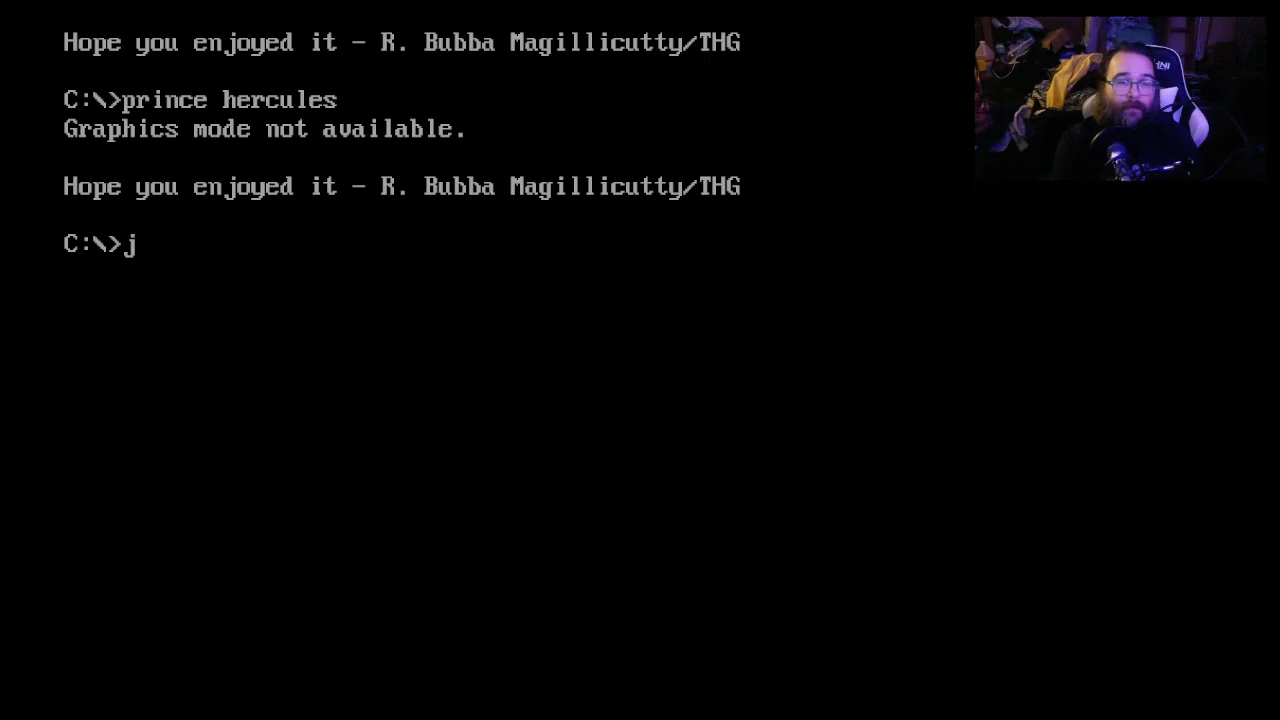 Hope you enjoyed it - R. Bubba Magillicutty/THG
C:\>prince hercules
Graphics mode not available.
Hope you enjoyed it - R. Bubba Magillicutty/THG
C:\>j